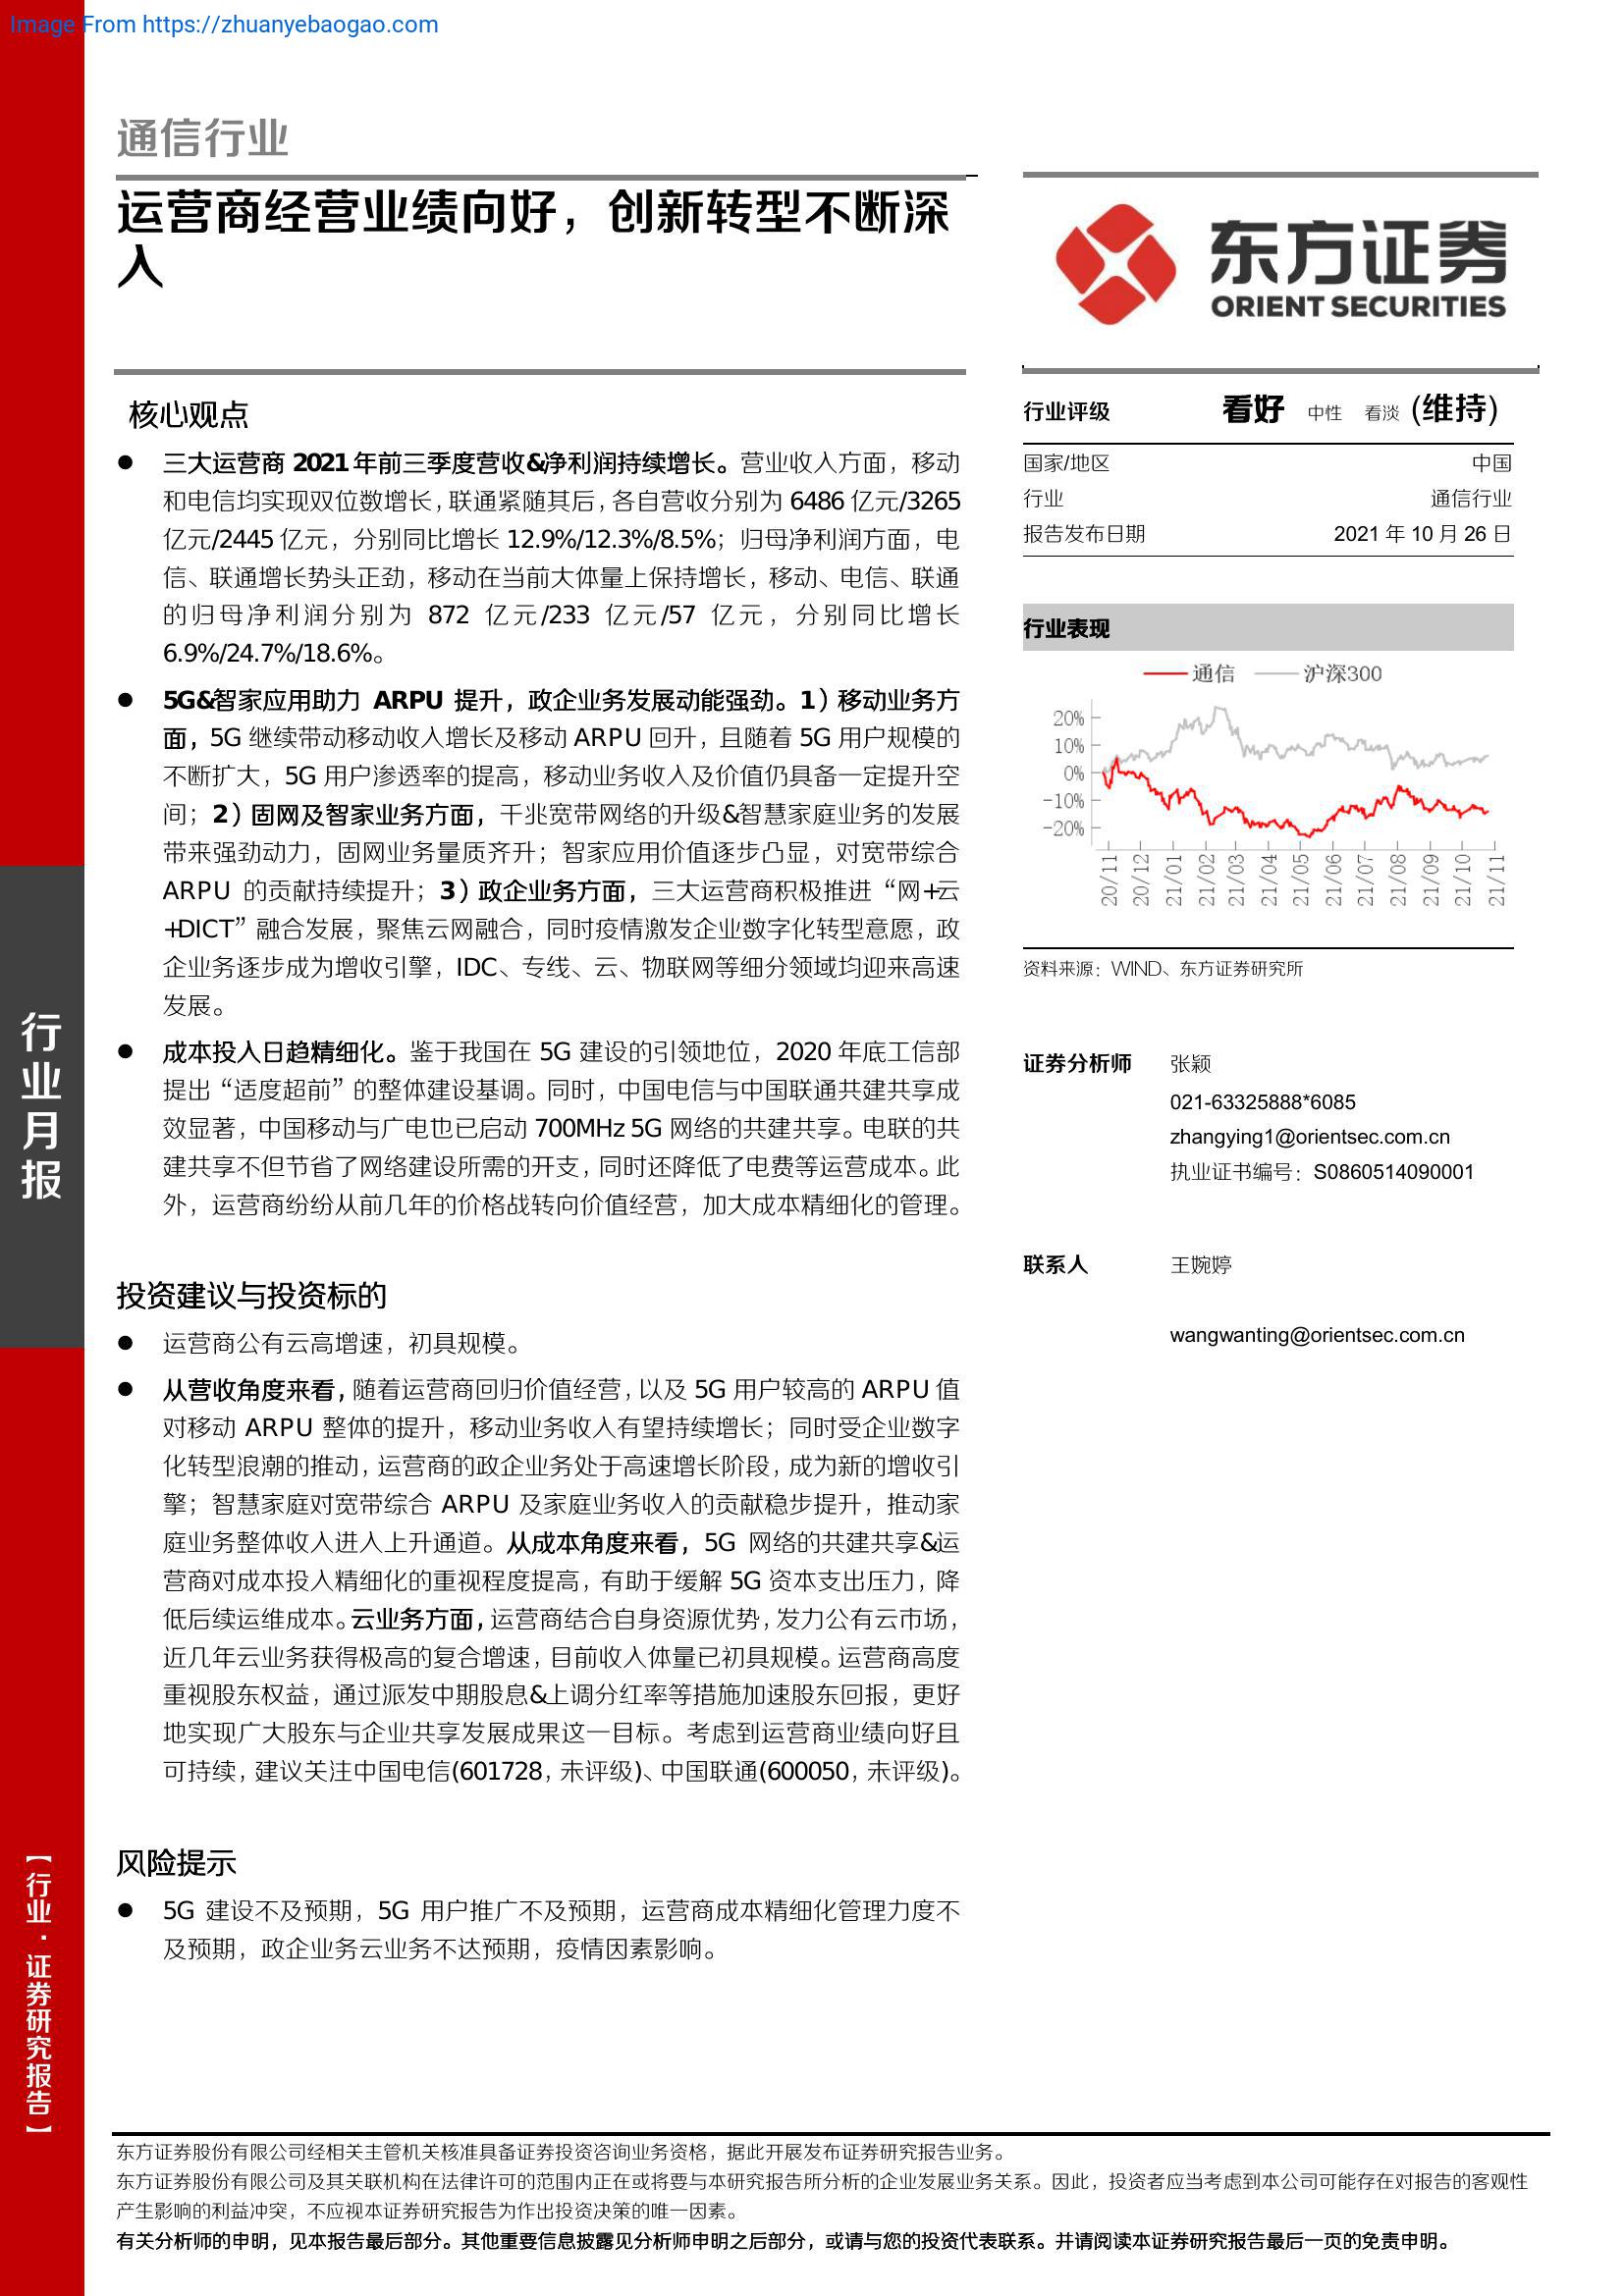 Image From https://zhuanyebaogao.com
通信行业
运营商经营业绩向好，创新转型不断深
入
核心观点
● 三大运营商 2021 年前三季度营收&净利润持续增长。营业收入方面，移动
和电信均实现双位数增长，联通紧随其后，各自营收分别为 6486 亿元/3265
亿元/2445 亿元，分别同比增长 12.9%/12.3%/8.5%；归母净利润方面，电
信、联通增长势头正劲，移动在当前大体量上保持增长，移动、电信、联通
的归母净利润分别为 872 亿元/233 亿元/57 亿元，分别同比增长
6.9%/24.7%/18.6%。
● 5G&智家应用助力 ARPU 提升，政企业务发展动能强劲。1）移动业务方
面，5G 继续带动移动收入增长及移动 ARPU 回升，且随着 5G 用户规模的
不断扩大，5G 用户渗透率的提高，移动业务收入及价值仍具备一定提升空
间；2）固网及智家业务方面，千兆宽带网络的升级&智慧家庭业务的发展
带来强劲动力，固网业务量质齐升；智家应用价值逐步凸显，对宽带综合
ARPU 的贡献持续提升；3）政企业务方面，三大运营商积极推进“网+云
+DICT”融合发展，聚焦云网融合，同时疫情激发企业数字化转型意愿，政
企业务逐步成为增收引擎，IDC、专线、云、物联网等细分领域均迎来高速
发展。
● 成本投入日趋精细化。鉴于我国在 5G 建设的引领地位，2020 年底工信部
提出“适度超前”的整体建设基调。同时，中国电信与中国联通共建共享成
效显著，中国移动与广电也已启动 700MHz 5G 网络的共建共享。电联的共
建共享不但节省了网络建设所需的开支，同时还降低了电费等运营成本。此
外，运营商纷纷从前几年的价格战转向价值经营，加大成本精细化的管理。
投资建议与投资标的
● 运营商公有云高增速，初具规模。
● 从营收角度来看，随着运营商回归价值经营，以及 5G 用户较高的 ARPU 值
对移动 ARPU 整体的提升，移动业务收入有望持续增长；同时受企业数字
化转型浪潮的推动，运营商的政企业务处于高速增长阶段，成为新的增收引
擎；智慧家庭对宽带综合 ARPU 及家庭业务收入的贡献稳步提升，推动家
庭业务整体收入进入上升通道。从成本角度来看，5G 网络的共建共享&运
营商对成本投入精细化的重视程度提高，有助于缓解 5G 资本支出压力，降
低后续运维成本。云业务方面，运营商结合自身资源优势，发力公有云市场，
近几年云业务获得极高的复合增速，目前收入体量已初具规模。运营商高度
重视股东权益，通过派发中期股息&上调分红率等措施加速股东回报，更好
地实现广大股东与企业共享发展成果这一目标。考虑到运营商业绩向好且
可持续，建议关注中国电信(601728，未评级)、中国联通(600050，未评级)。
风险提示
● 5G 建设不及预期，5G 用户推广不及预期，运营商成本精细化管理力度不
及预期，政企业务云业务不达预期，疫情因素影响。
东方证券
ORIENT SECURITIES
行业评级 看好 中性 看淡 (维持)
国家/地区 中国
行业 通信行业
报告发布日期 2021 年 10 月 26 日
行业表现
通信 沪深300
20%
10%
0%
-10%
-20%
20/11 20/12 21/01 21/02 21/03 21/04 21/05 21/06 21/07 21/08 21/09 21/10 21/11
资料来源：WIND、东方证券研究所
证券分析师 张颖
021-63325888*6085
zhangying1@orientsec.com.cn
执业证书编号：S0860514090001
联系人 王婉婷
wangwanting@orientsec.com.cn
行业月报
【行业·证券研究报告】
东方证券股份有限公司经相关主管机关核准具备证券投资咨询业务资格，据此开展发布证券研究报告业务。
东方证券股份有限公司及其关联机构在法律许可的范围内正在或将要与本研究报告所分析的企业发展业务关系。因此，投资者应当考虑到本公司可能存在对报告的客观性
产生影响的利益冲突，不应视本证券研究报告为作出投资决策的唯一因素。
有关分析师的申明，见本报告最后部分。其他重要信息披露见分析师申明之后部分，或请与您的投资代表联系。并请阅读本证券研究报告最后一页的免责申明。